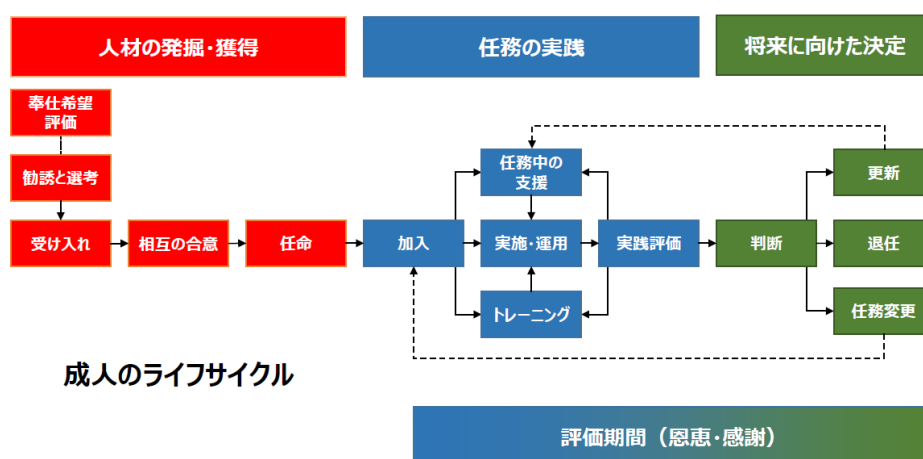 人材の発掘・獲得
任務の実践
将来に向けた決定
奉仕希望
評価
勧誘と選考
受け入れ
相互の合意
任命
加入
任務中の
支援
実施・運用
トレーニング
実践評価
判断
更新
退任
任務変更
成人のライフサイクル
評価期間（恩恵・感謝）